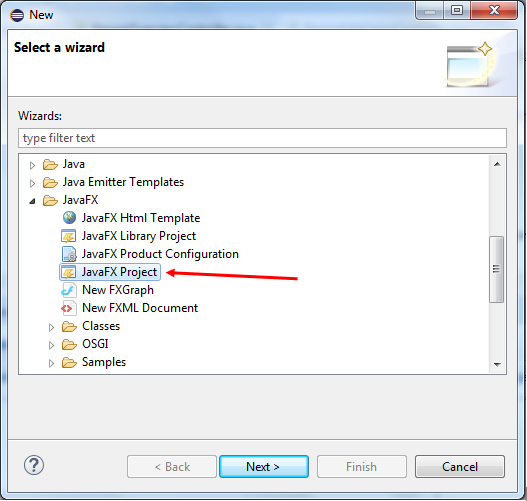 New
Select a wizard
Wizards:
type filter text
Java
Java Emitter Templates
JavaFX
JavaFX Html Template
JavaFX Library Project
JavaFX Product Configuration
JavaFX Project
New FXGraph
New FXML Document
Classes
OSGI
Samples
? < Back Next > Finish Cancel